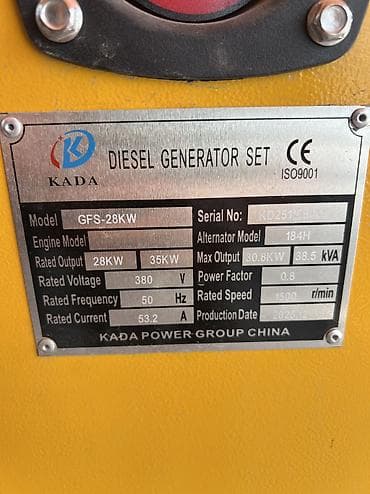 KADA
DIESEL GENERATOR SET CE
ISO9001
Model GFS-28KW Serial No:
Engine Model Alternator Model 184H
Rated Output 28KW 35KW Max Output 30.8KW 38.5 kVA
Rated Voltage 380 V Power Factor 0.8
Rated Frequency 50 Hz Rated Speed 1500 r/min
Rated Current 53.2 A Production Date
KADA POWER GROUP CHINA